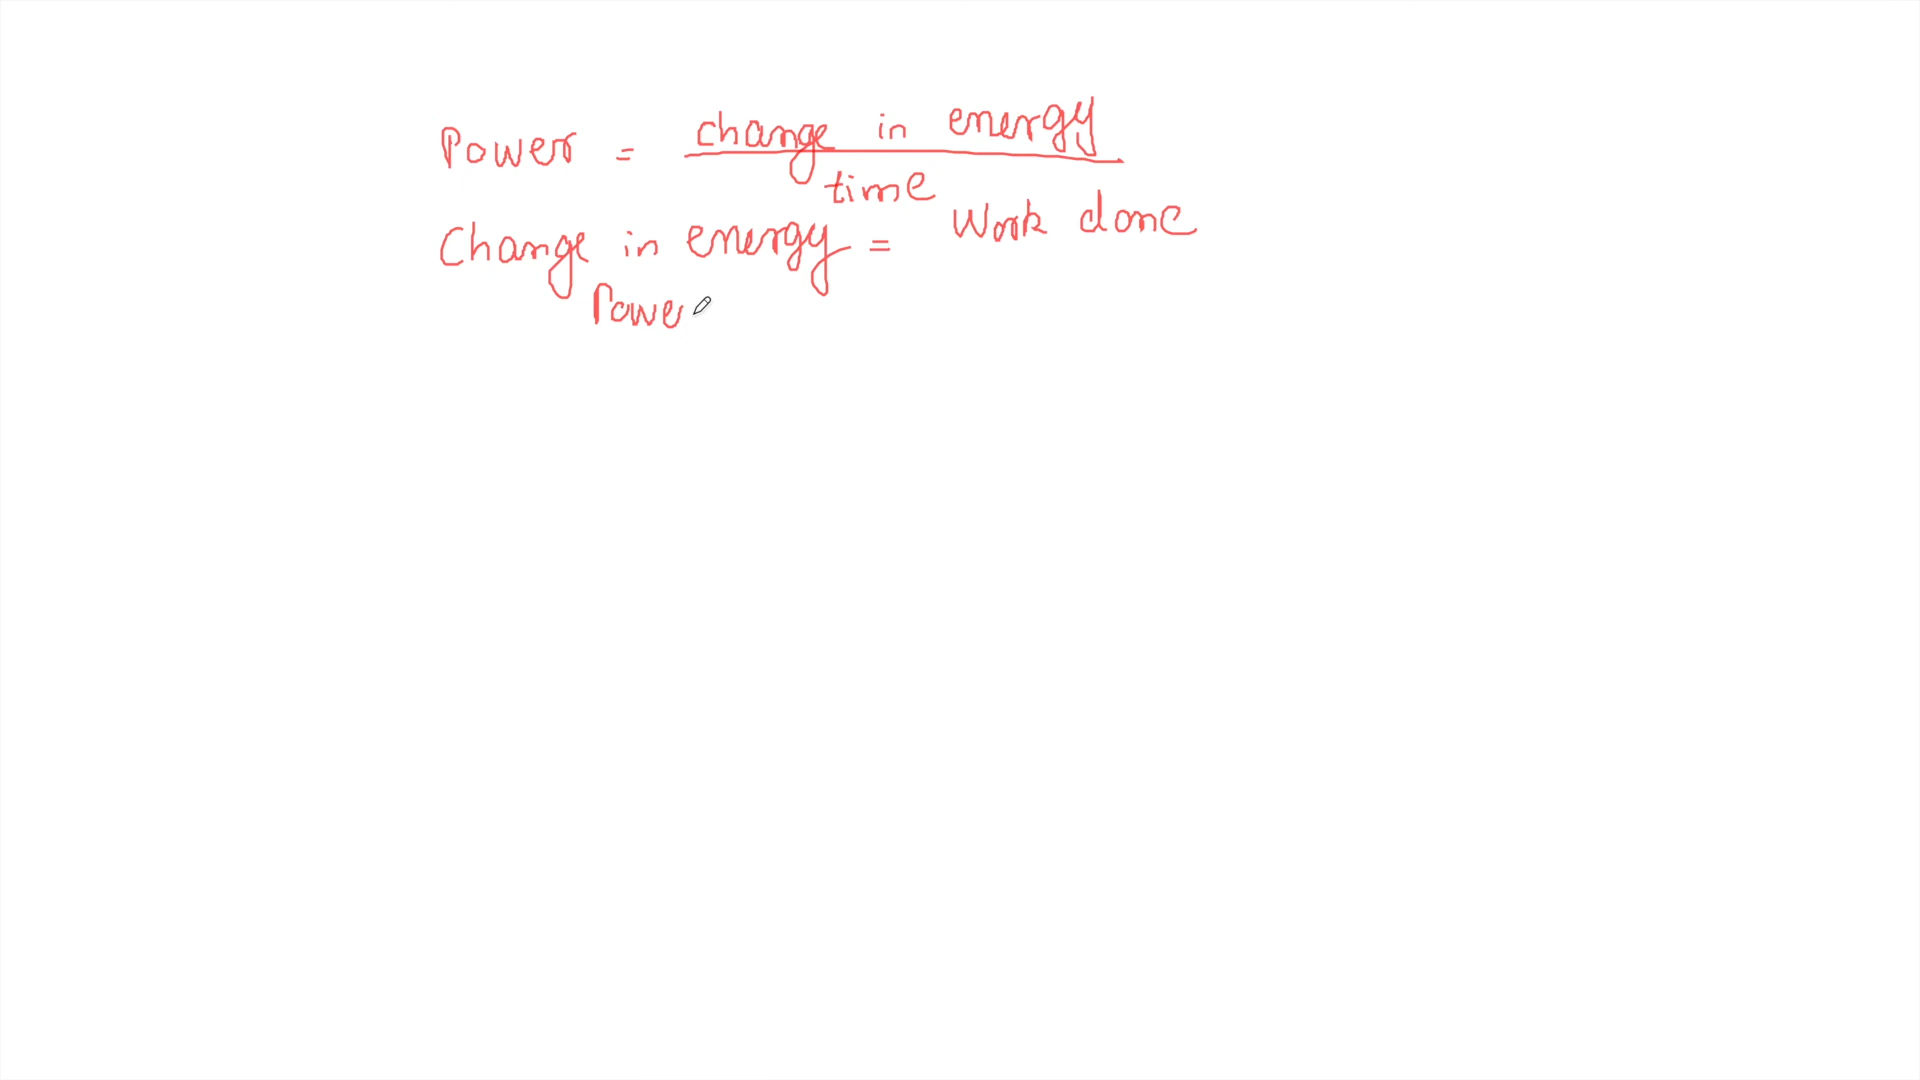 Power = change in energy
time
Change in energy = Work done
Powe